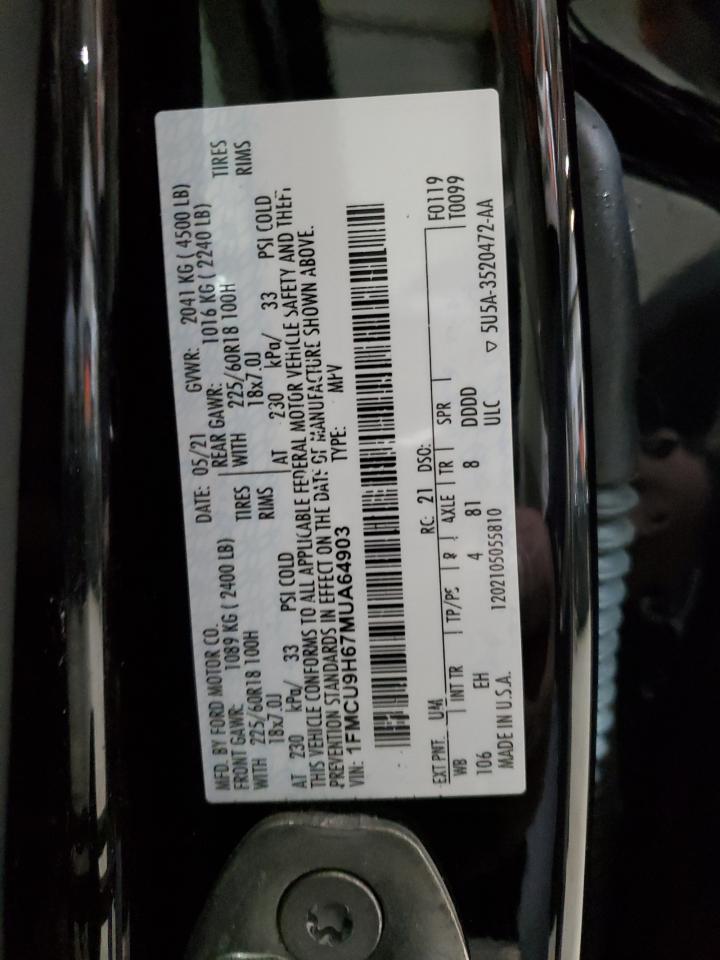 MFD. BY FORD MOTOR CO.
DATE: 05/21 GVWR: 2041 KG ( 4500 LB)
FRONT GAWR: 1089 KG ( 2400 LB) REAR GAWR: 1016 KG ( 2240 LB)
WITH 225/60R18 100H TIRES WITH 225/60R18 100H TIRES
18x7.0J RIMS 18x7.0J RIMS
AT 230 kPa/ 33 PSI COLD AT 230 kPa/ 33 PSI COLD
THIS VEHICLE CONFORMS TO ALL APPLICABLE FEDERAL MOTOR VEHICLE SAFETY AND THEFT
PREVENTION STANDARDS IN EFFECT ON THE DATE OF MANUFACTURE SHOWN ABOVE.
VIN: 1FMCU9H67MUA64903 TYPE: MPV
EXT PNT: UM RC: 21 DSO: F0119
WB INT TR TP/PS R AXLE TR SPR T0099
106 EH 4 81 8 DDDD
MADE IN U.S.A. 1202105055810 ULC ▽ 5U5A-3520472-AA